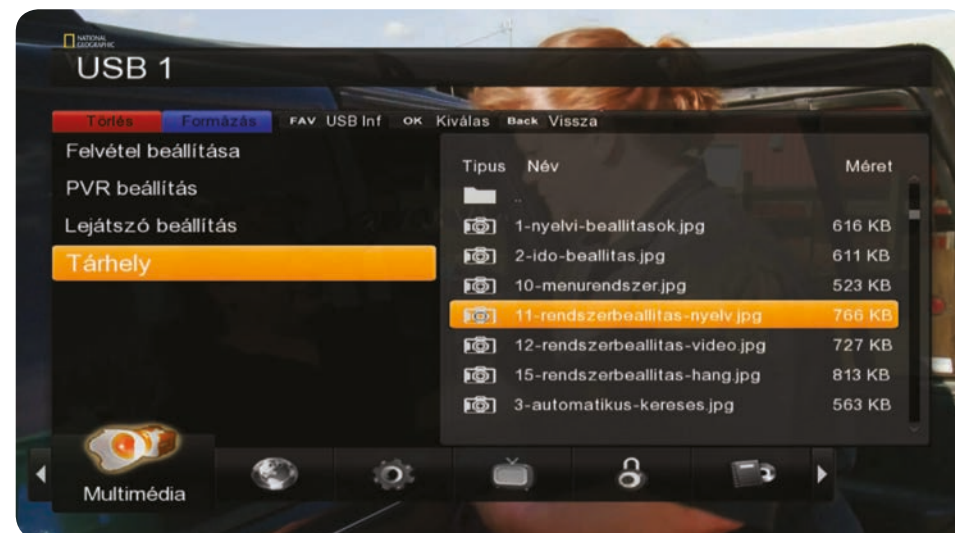 NATIONAL
GEOGRAPHIC
USB 1
Törlés Formázás FAV USB Inf OK Kiválas Back Vissza
Felvétel beállítása
PVR beállítás
Lejátszó beállítás
Tárhely
Tipus Név Méret
..
1-nyelvi-beallitasok.jpg 616 KB
2-ido-beallitas.jpg 611 KB
10-menurendszer.jpg 523 KB
11-rendszerbeallitas-nyelv.jpg 766 KB
12-rendszerbeallitas-video.jpg 727 KB
15-rendszerbeallitas-hang.jpg 813 KB
3-automatikus-kereses.jpg 563 KB
Multimédia